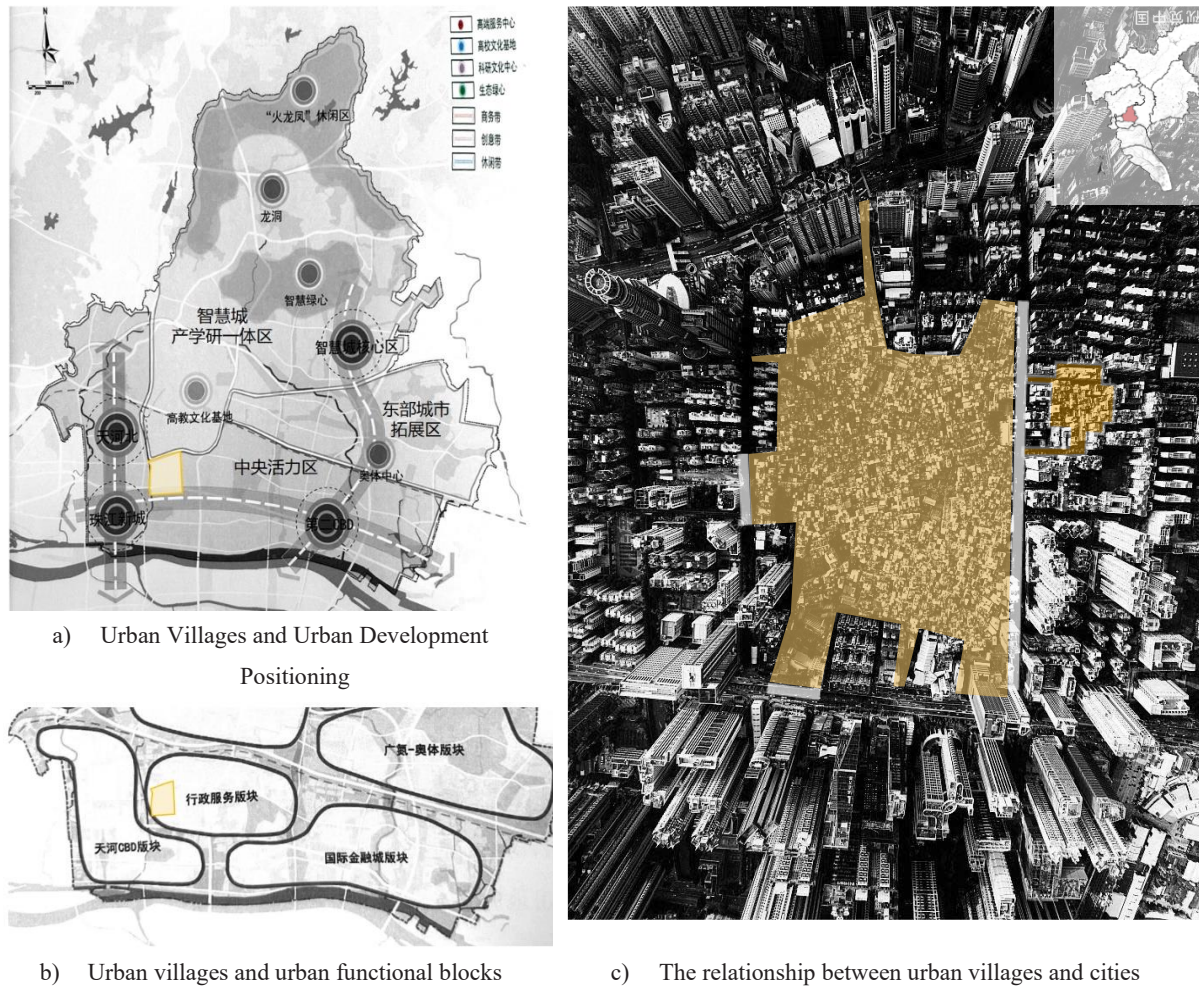 N
高端服务中心
高校文化基地
科研文化中心
生态绿心
商务带
创意带
休闲带
“火龙凤”休闲区
龙洞
智慧绿心
智慧城
产学研一体区
智慧城核心区
高教文化基地
东部城市
拓展区
天河北
中央活力区
奥体中心
珠江新城
第二CBD
a) Urban Villages and Urban Development
Positioning
广氮-奥体版块
行政服务版块
天河CBD版块
国际金融城版块
b) Urban villages and urban functional blocks
视觉中国
c) The relationship between urban villages and cities